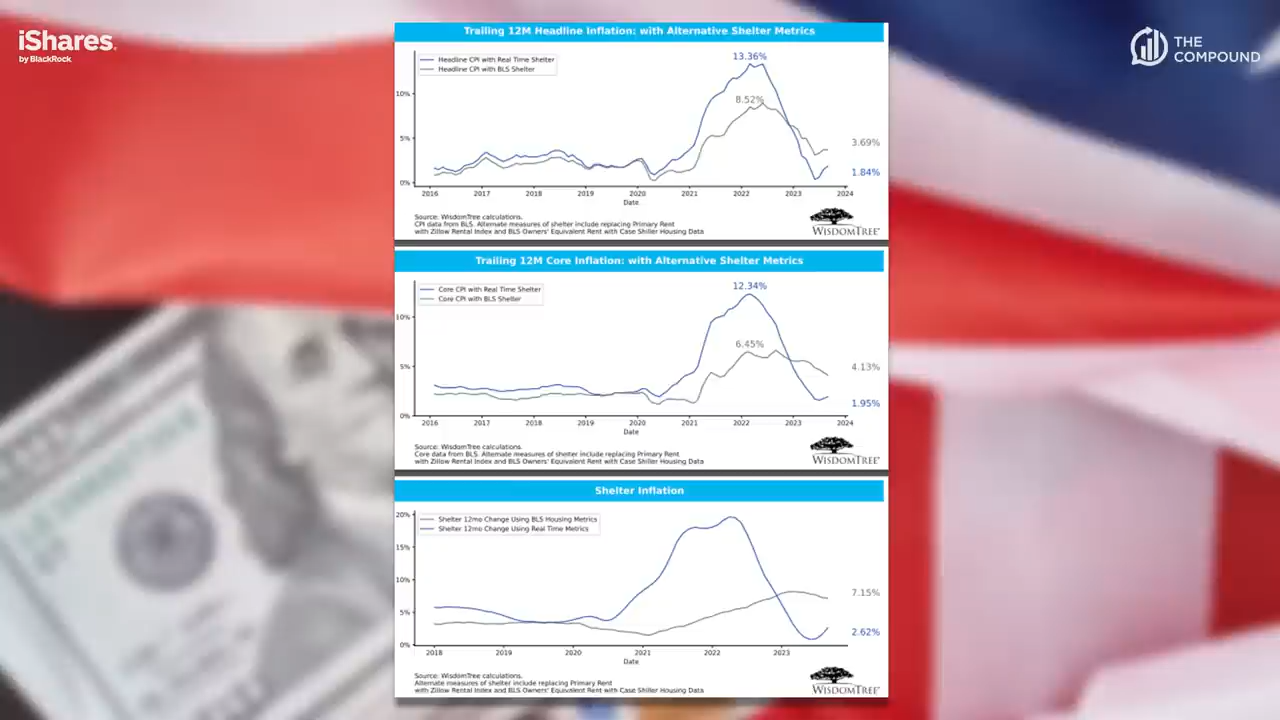 iShares.
by BlackRock
THE
COMPOUND
Trailing 12M Headline Inflation: with Alternative Shelter Metrics
Headline CPI with Real Time Shelter
Headline CPI with BLS Shelter
13.36%
8.52%
3.69%
1.84%
10%
5%
0%
2016 2017 2018 2019 2020 2021 2022 2023 2024
Date
Source: WisdomTree calculations.
CPI data from BLS. Alternate measures of shelter include replacing Primary Rent
with Zillow Rental Index and BLS Owners' Equivalent Rent with Case Shiller Housing Data
WISDOMTREE
Trailing 12M Core Inflation: with Alternative Shelter Metrics
Core CPI with Real Time Shelter
Core CPI with BLS Shelter
12.34%
6.45%
4.13%
1.95%
10%
5%
0%
2016 2017 2018 2019 2020 2021 2022 2023 2024
Date
Source: WisdomTree calculations.
Core data from BLS. Alternate measures of shelter include replacing Primary Rent
with Zillow Rental Index and BLS Owners' Equivalent Rent with Case Shiller Housing Data
WISDOMTREE
Shelter Inflation
Shelter 12mo Change Using BLS Housing Metrics
Shelter 12mo Change Using Real Time Metrics
20%
15%
10%
5%
0%
7.15%
2.62%
2018 2019 2020 2021 2022 2023
Date
Source: WisdomTree calculations.
Alternate measures of shelter include replacing Primary Rent
with Zillow Rental Index and BLS Owners' Equivalent Rent with Case Shiller Housing Data
WISDOMTREE